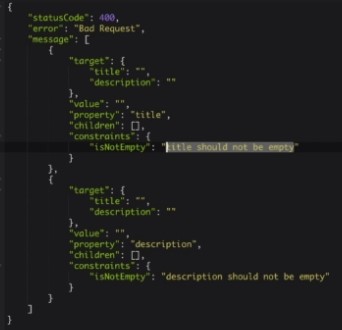 {
"statusCode": 400,
"error": "Bad Request",
"message": [
{
"target": {
"title": "",
"description": ""
},
"value": "",
"property": "title",
"children": [],
"constraints": {
"isNotEmpty": "title should not be empty"
}
},
{
"target": {
"title": "",
"description": ""
},
"value": "",
"property": "description",
"children": [],
"constraints": {
"isNotEmpty": "description should not be empty"
}
}
]
}